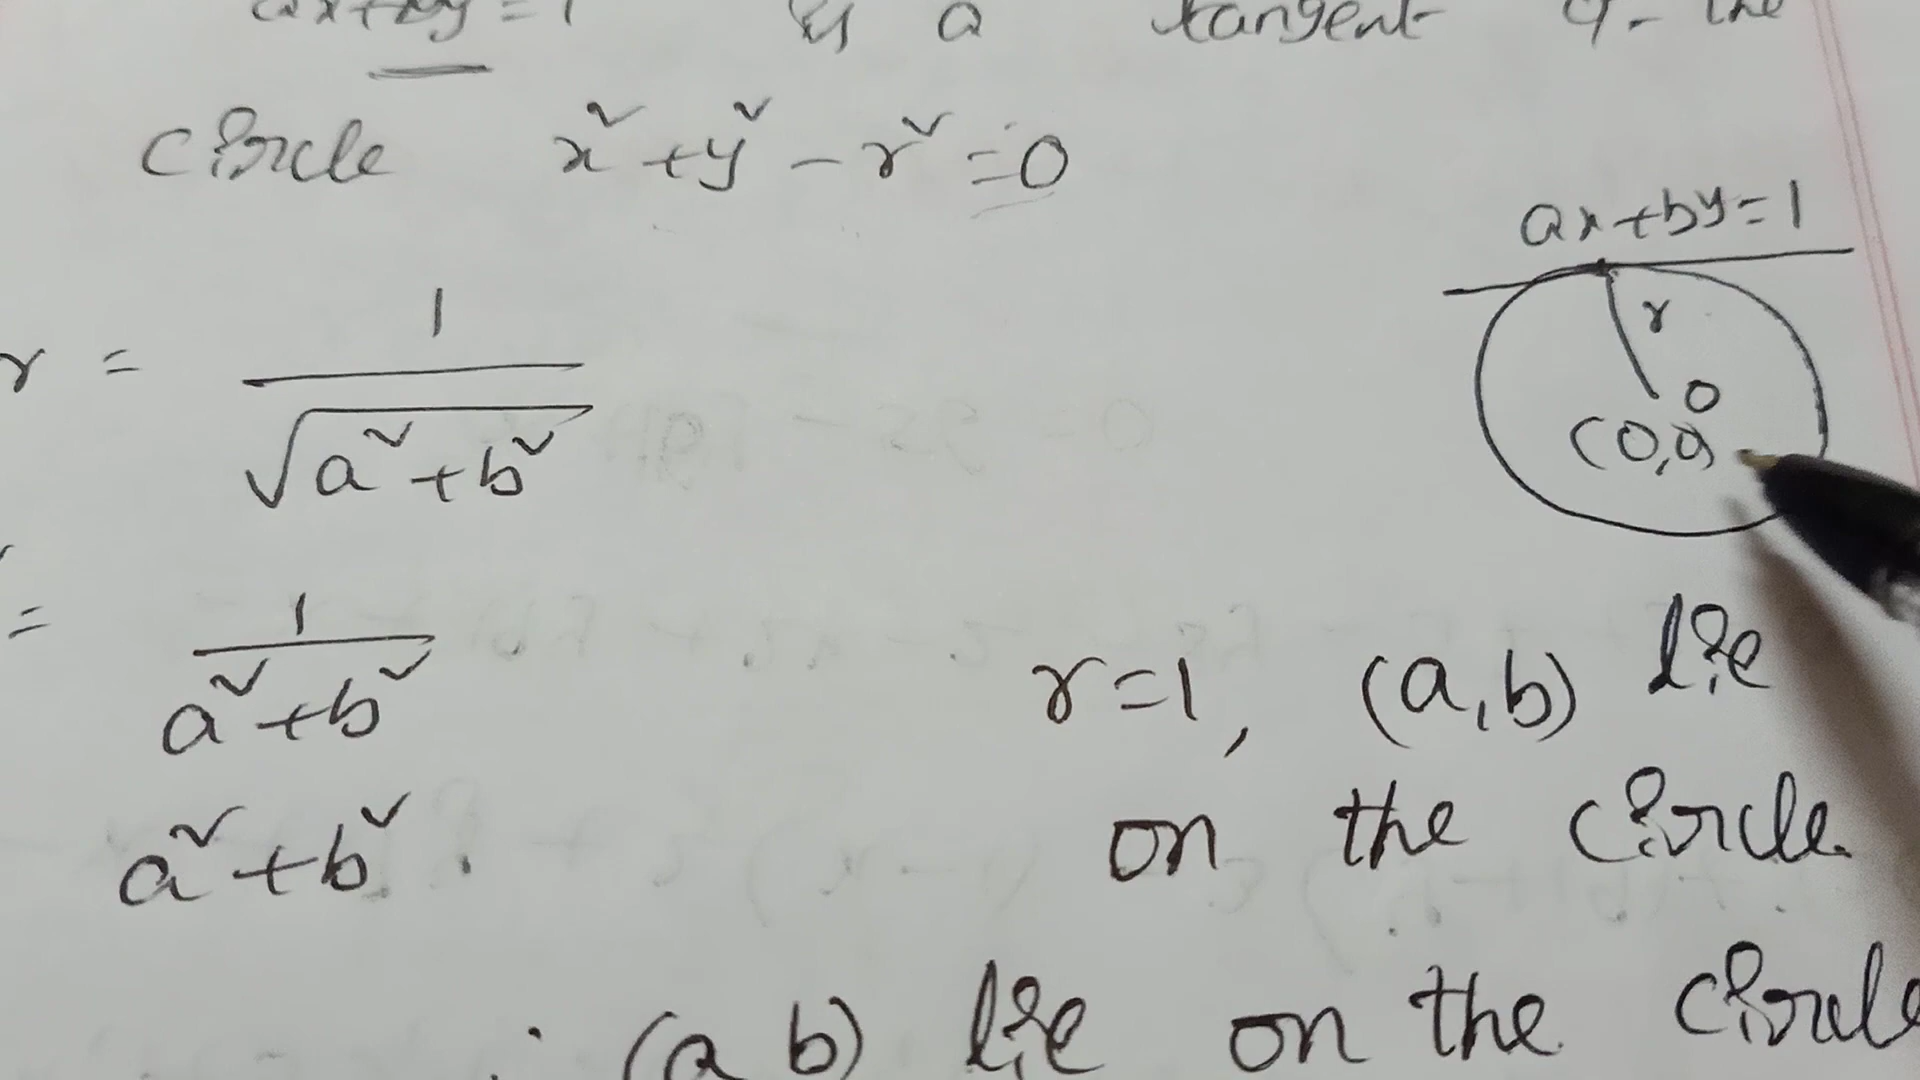 ax+by=1 is a tangent of the
circle x²+y²-r²=0
ax+by=1
r = 1/√(a²+b²)
r
O
(0,0)
= 1/(a²+b²)
r=1, (a,b) lie
a²+b²
on the circle.
(a b) lie on the circle